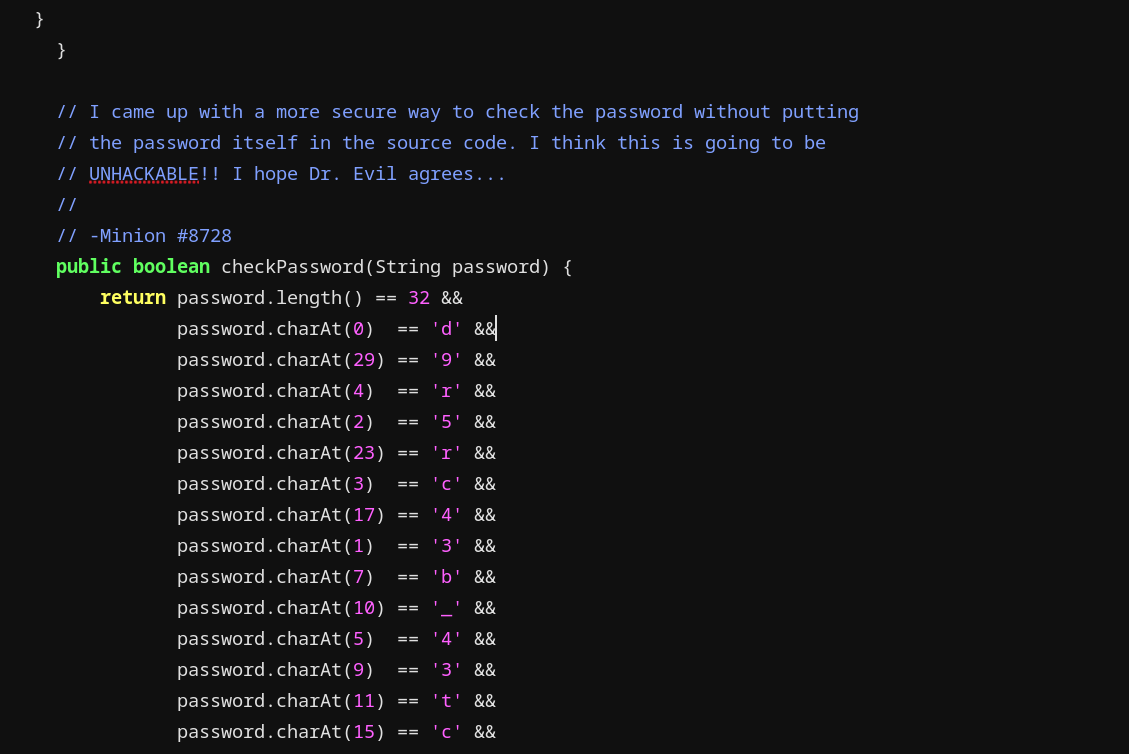 }
}
// I came up with a more secure way to check the password without putting
// the password itself in the source code. I think this is going to be
// UNHACKABLE!! I hope Dr. Evil agrees...
//
// -Minion #8728
public boolean checkPassword(String password) {
return password.length() == 32 &&
password.charAt(0)  == 'd' &&
password.charAt(29) == '9' &&
password.charAt(4)  == 'r' &&
password.charAt(2)  == '5' &&
password.charAt(23) == 'r' &&
password.charAt(3)  == 'c' &&
password.charAt(17) == '4' &&
password.charAt(1)  == '3' &&
password.charAt(7)  == 'b' &&
password.charAt(10) == '_' &&
password.charAt(5)  == '4' &&
password.charAt(9)  == '3' &&
password.charAt(11) == 't' &&
password.charAt(15) == 'c' &&